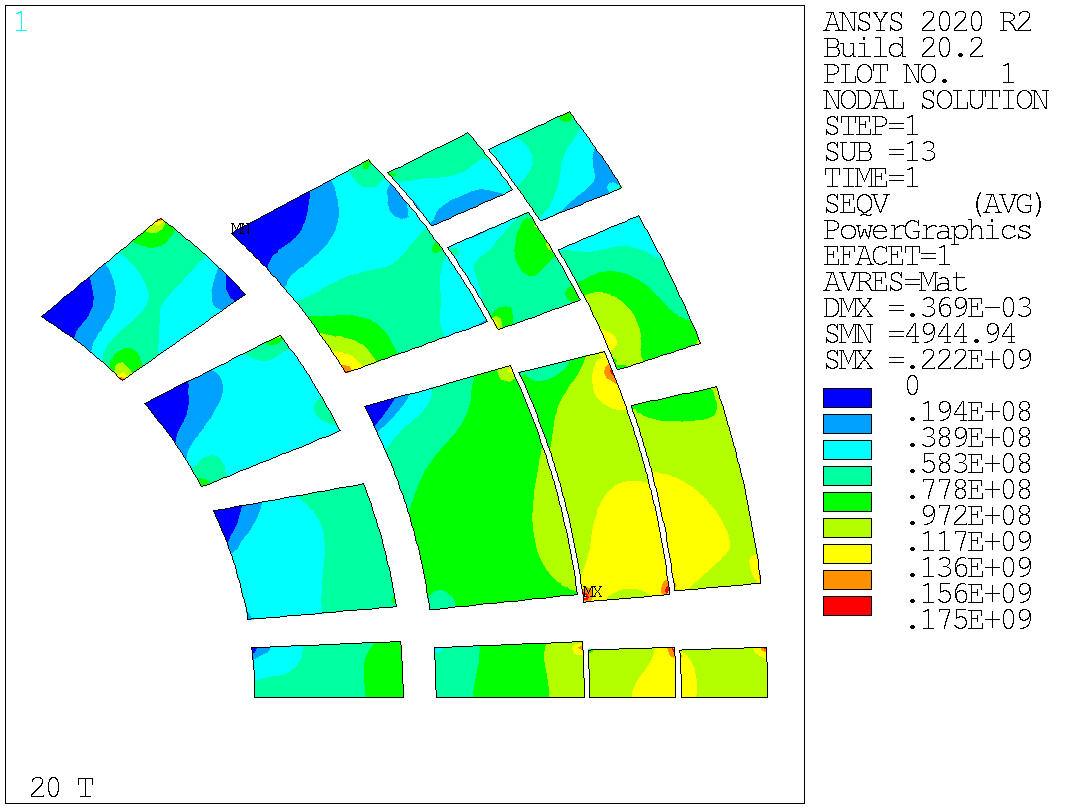 1
ANSYS 2020 R2
Build 20.2
PLOT NO. 1
NODAL SOLUTION
STEP=1
SUB =13
TIME=1
SEQV (AVG)
PowerGraphics
EFACET=1
AVRES=Mat
DMX =.369E-03
SMN =4944.94
SMX =.222E+09
0
.194E+08
.389E+08
.583E+08
.778E+08
.972E+08
.117E+09
.136E+09
.156E+09
.175E+09
MN
MX
20 T